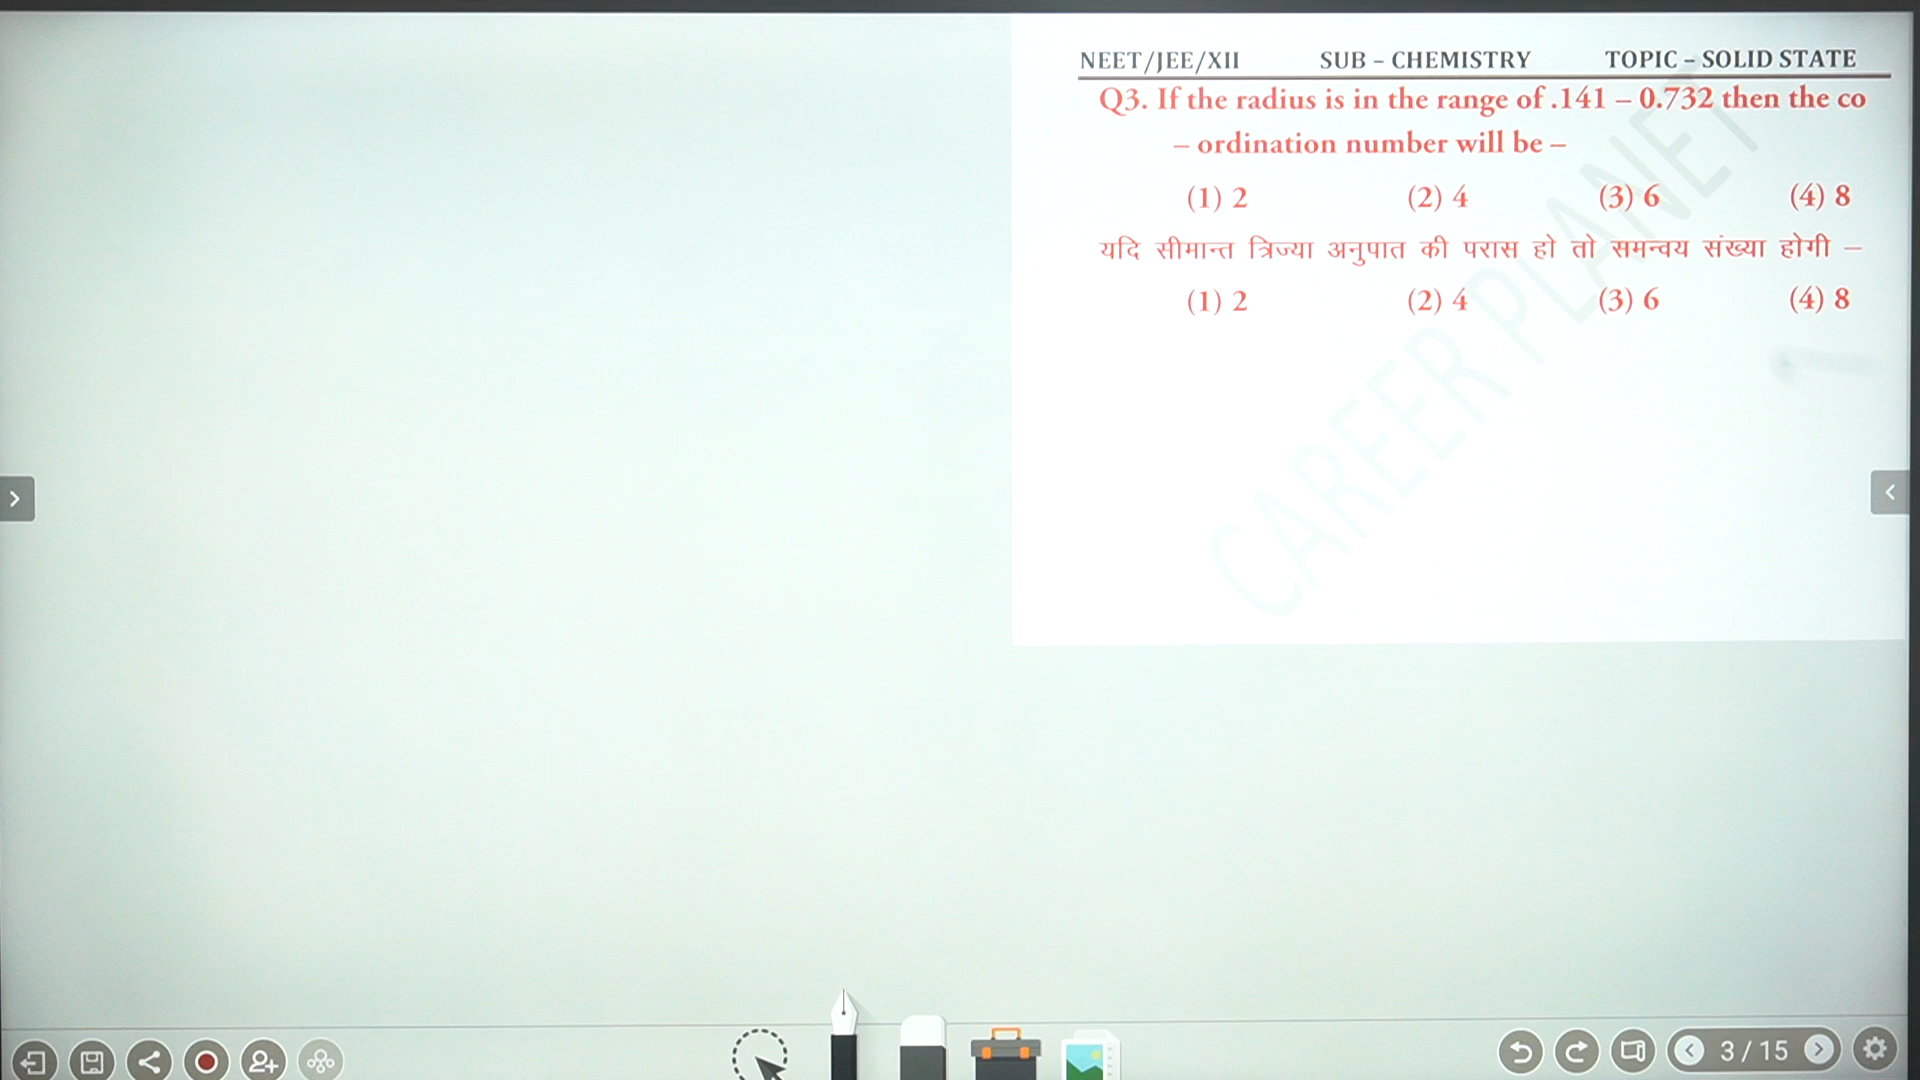 NEET/JEE/XII SUB – CHEMISTRY TOPIC – SOLID STATE
Q3. If the radius is in the range of .141 – 0.732 then the co
– ordination number will be –
(1) 2 (2) 4 (3) 6 (4) 8
यदि सीमान्त त्रिज्या अनुपात की परास हो तो समन्वय संख्या होगी –
(1) 2 (2) 4 (3) 6 (4) 8
CAREER PLANET
3 / 15